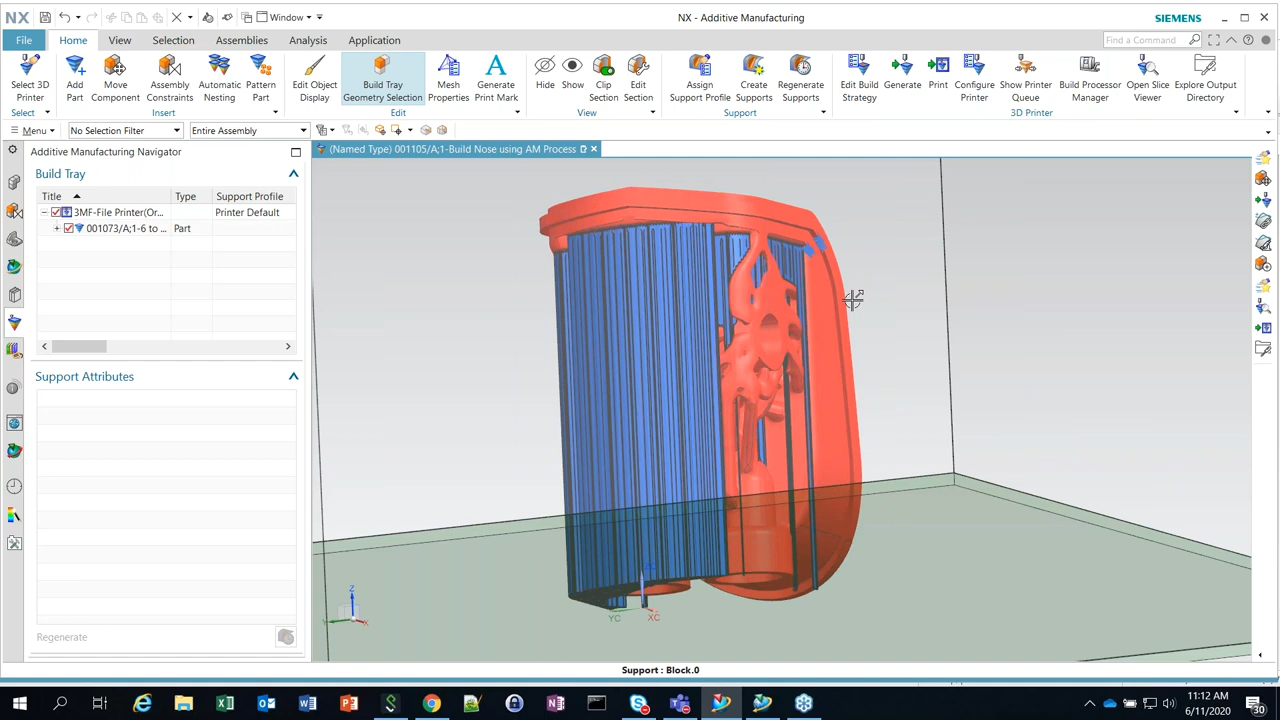 NX
Window
NX - Additive Manufacturing
SIEMENS
File
Home
View
Selection
Assemblies
Analysis
Application
Find a Command
Select 3D Printer
Add Part
Move Component
Assembly Constraints
Automatic Nesting
Pattern Part
Edit Object Display
Build Tray Geometry Selection
Mesh Properties
Generate Print Mark
Hide
Show
Clip Section
Edit Section
Assign Support Profile
Create Supports
Regenerate Supports
Edit Build Strategy
Generate
Print
Configure Printer
Show Printer Queue
Build Processor Manager
Open Slice Viewer
Explore Output Directory
Select
Insert
Edit
View
Support
3D Printer
Menu
No Selection Filter
Entire Assembly
Additive Manufacturing Navigator
(Named Type) 001105/A;1-Build Nose using AM Process
Build Tray
Title
Type
Support Profile
3MF-File Printer(Or...
Printer Default
001073/A;1-6 to ...
Part
Support Attributes
Regenerate
Z
X
YC
XC
Support : Block.0
11:12 AM
6/11/2020
30